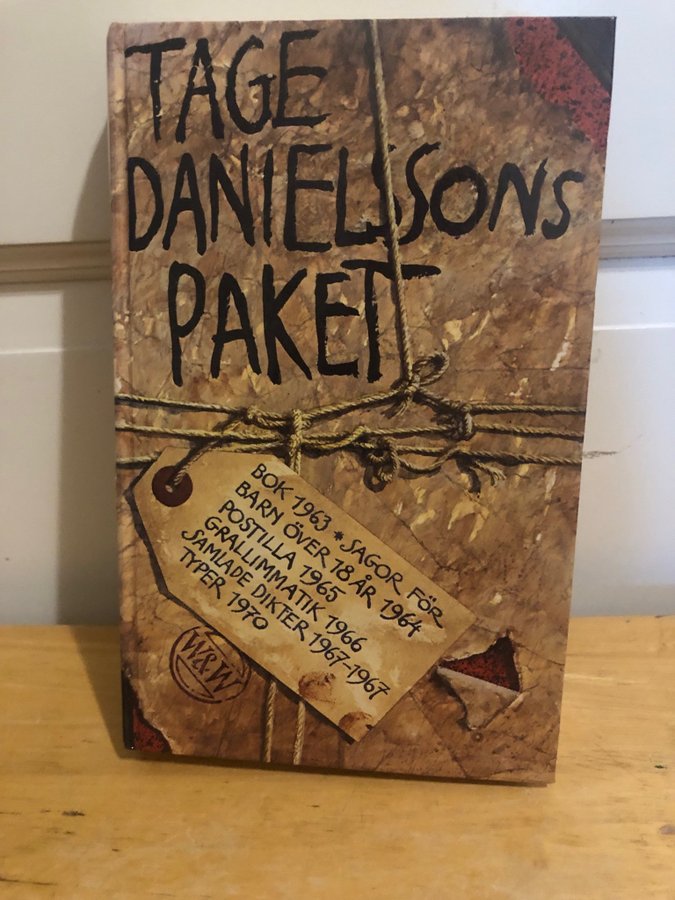 TAGE
DANIELSSONS
PAKET
BOK 1963 * SAGOR FÖR
BARN ÖVER 18 ÅR 1964
POSTILLA 1965
GRALLIMMATIK 1966
SAMLADE DIKTER 1967-1967
TYPER 1970
W&W